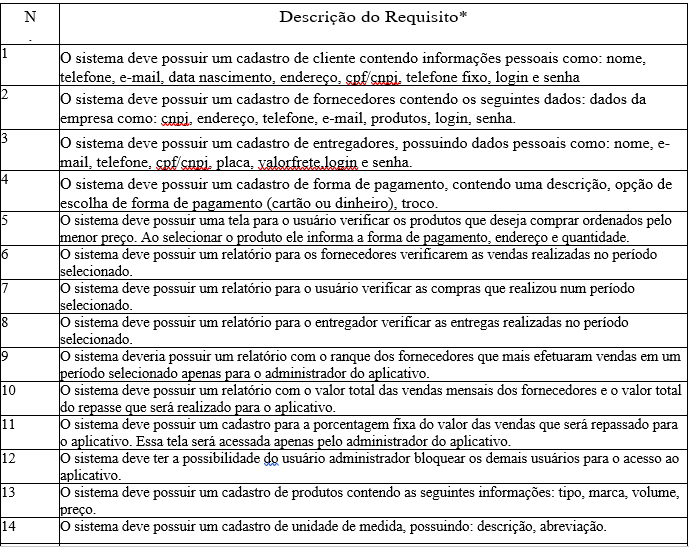 N
.
Descrição do Requisito*
1
O sistema deve possuir um cadastro de cliente contendo informações pessoais como: nome,
telefone, e-mail, data nascimento, endereço, cpf/cnpj, telefone fixo, login e senha
2
O sistema deve possuir um cadastro de fornecedores contendo os seguintes dados: dados da
empresa como: cnpj, endereço, telefone, e-mail, produtos, login, senha.
3
O sistema deve possuir um cadastro de entregadores, possuindo dados pessoais como: nome, e-
mail, telefone, cpf/cnpj, placa, valorfrete,login e senha.
4
O sistema deve possuir um cadastro de forma de pagamento, contendo uma descrição, opção de
escolha de forma de pagamento (cartão ou dinheiro), troco.
5
O sistema deve possuir uma tela para o usuário verificar os produtos que deseja comprar ordenados pelo
menor preço. Ao selecionar o produto ele informa a forma de pagamento, endereço e quantidade.
6
O sistema deve possuir um relatório para os fornecedores verificarem as vendas realizadas no período
selecionado.
7
O sistema deve possuir um relatório para o usuário verificar as compras que realizou num período
selecionado.
8
O sistema deve possuir um relatório para o entregador verificar as entregas realizadas no período
selecionado.
9
O sistema deveria possuir um relatório com o ranque dos fornecedores que mais efetuaram vendas em um
período selecionado apenas para o administrador do aplicativo.
10
O sistema deve possuir um relatório com o valor total das vendas mensais dos fornecedores e o valor total
do repasse que será realizado para o aplicativo.
11
O sistema deve possuir um cadastro para a porcentagem fixa do valor das vendas que será repassado para
o aplicativo. Essa tela será acessada apenas pelo administrador do aplicativo.
12
O sistema deve ter a possibilidade do usuário administrador bloquear os demais usuários para o acesso ao
aplicativo.
13
O sistema deve possuir um cadastro de produtos contendo as seguintes informações: tipo, marca, volume,
preço.
14
O sistema deve possuir um cadastro de unidade de medida, possuindo: descrição, abreviação.